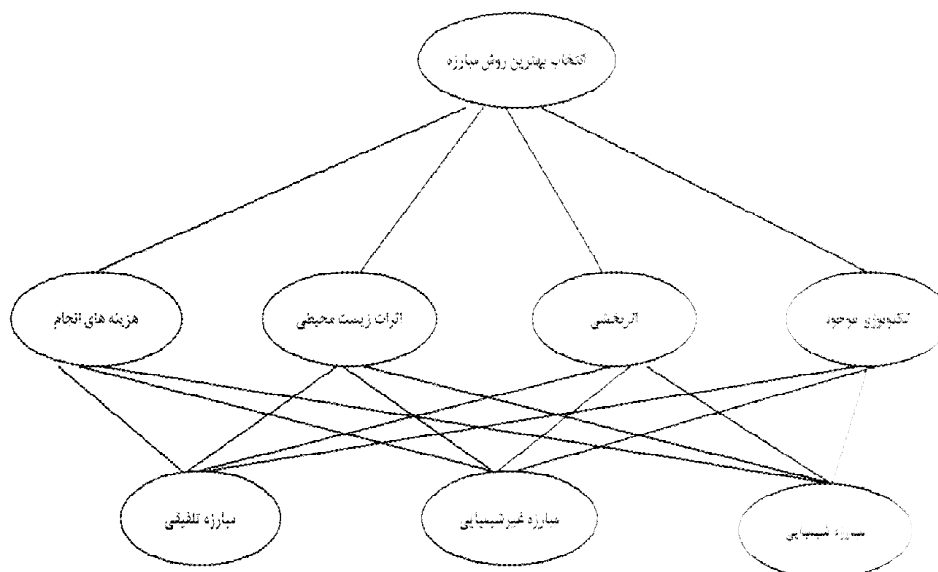 انتخاب بهترین روش مبارزه
تکنولوژی موجود
اثربخشی
اثرات زیست محیطی
هزینه های انجام
مبارزه شیمیایی
مبارزه غیرشیمیایی
مبارزه تلفیقی